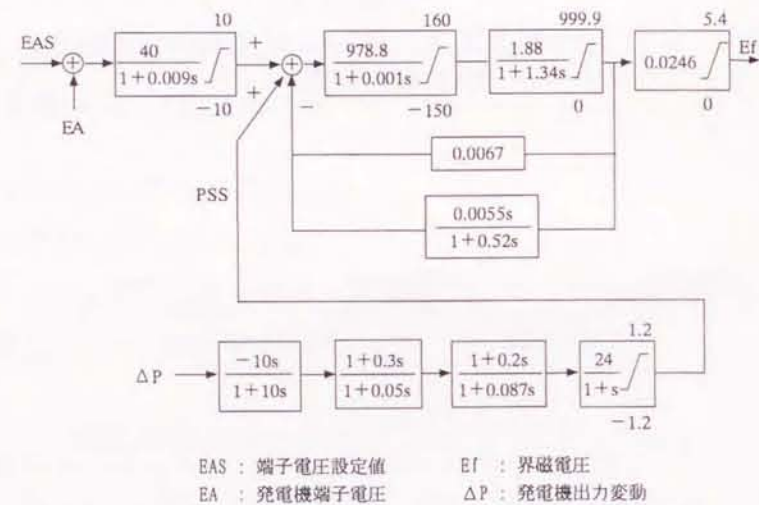 10
160
999.9
5.4
EAS
+
40
1+0.009s
+
978.8
1+0.001s
1.88
1+1.34s
0.0246
Ef
EA
−10
+
−
−150
0
0
0.0067
PSS
0.0055s
1+0.52s
1.2
ΔP
−10s
1+10s
1+0.3s
1+0.05s
1+0.2s
1+0.087s
24
1+s
−1.2
EAS : 端子電圧設定値 Ef : 界磁電圧
EA : 発電機端子電圧 ΔP : 発電機出力変動